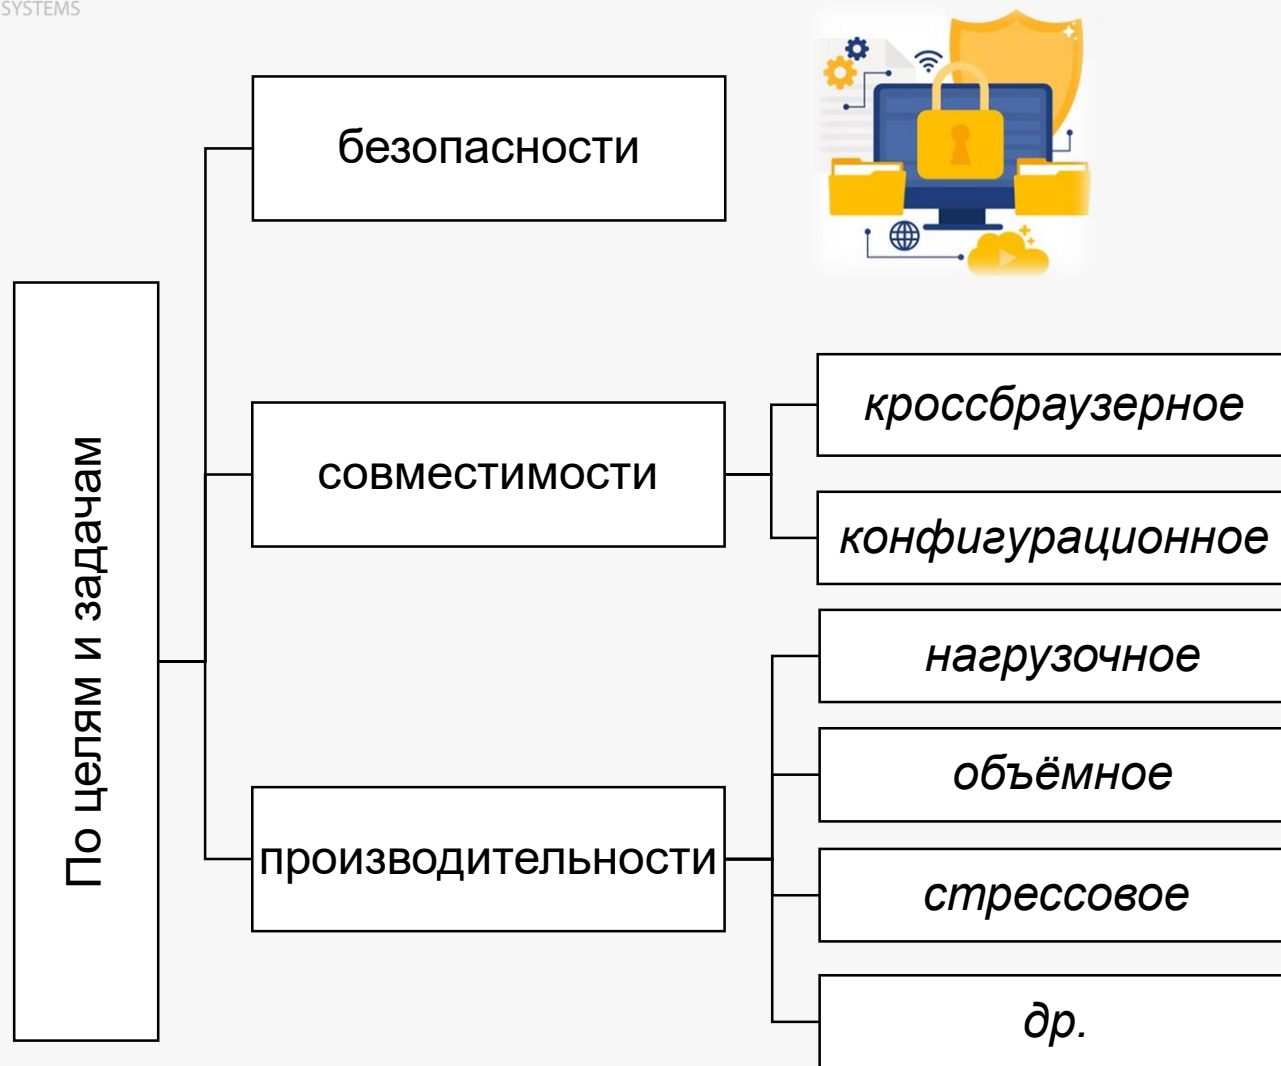 SYSTEMS
По целям и задачам
безопасности
совместимости
кроссбраузерное
конфигурационное
производительности
нагрузочное
объёмное
стрессовое
др.